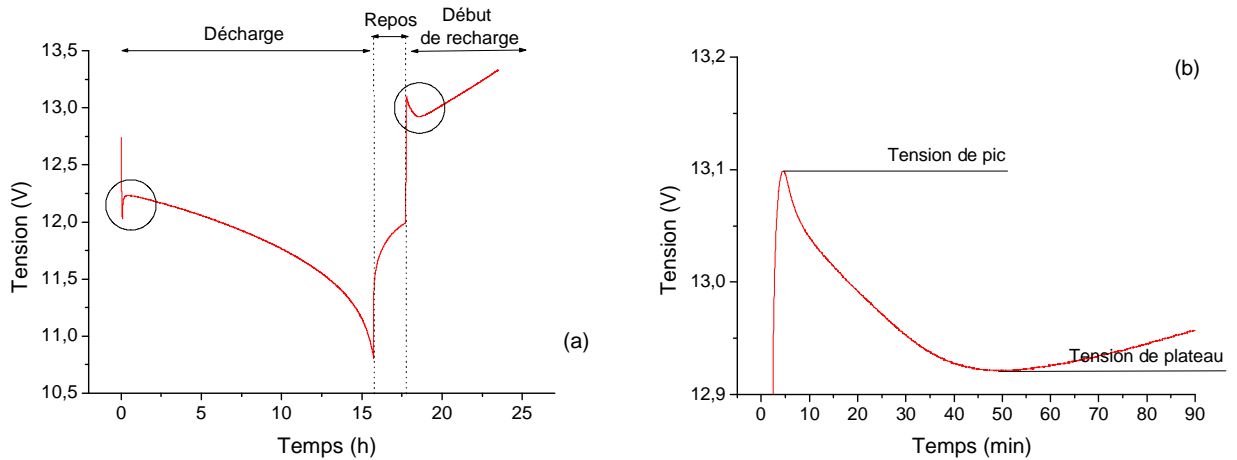 Décharge
Repos
Début
de recharge
13,5
13,0
12,5
12,0
11,5
11,0
10,5
Tension (V)
0
5
10
15
20
25
Temps (h)
(a)
13,2
13,1
13,0
12,9
Tension (V)
(b)
Tension de pic
Tension de plateau
0
10
20
30
40
50
60
70
80
90
Temps (min)